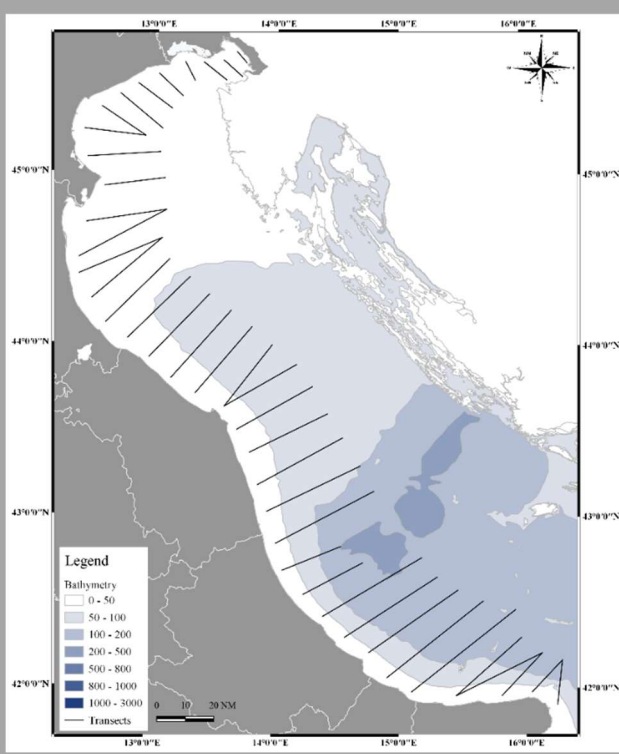 13°0'0"E 14°0'0"E 15°0'0"E 16°0'0"E
45°0'0"N 45°0'0"N
44°0'0"N 44°0'0"N
43°0'0"N 43°0'0"N
Legend
Bathymetry
0 - 50
50 - 100
100 - 200
200 - 500
500 - 800
800 - 1000
1000 - 3000
Transects
0 10 20 NM
42°0'0"N 42°0'0"N
13°0'0"E 14°0'0"E 15°0'0"E 16°0'0"E